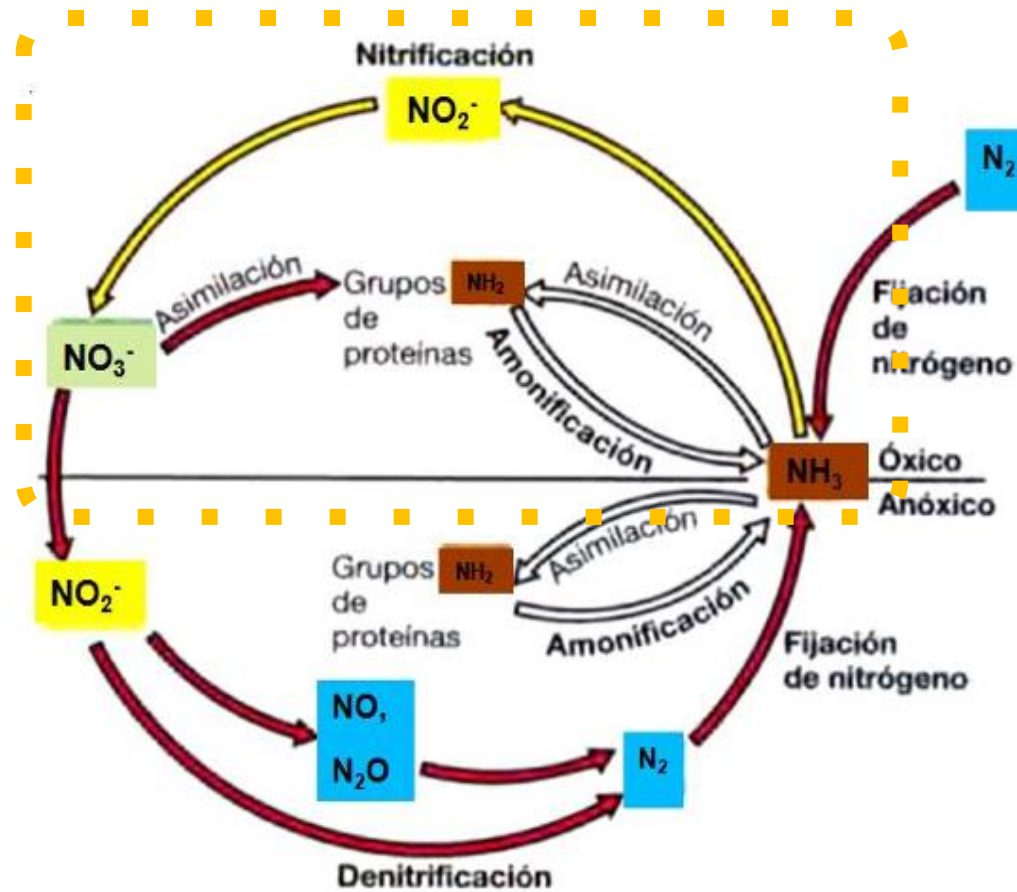 Nitrificación
NO₂⁻
N₂
Asimilación
Grupos
de
proteínas
NH₂
Asimilación
Amonificación
Fijación
de
nitrógeno
NO₃⁻
NH₃
Óxico
Anóxico
NO₂⁻
Grupos
de
proteínas
NH₂
Asimilación
Amonificación
Fijación
de nitrógeno
NO,
N₂O
N₂
Denitrificación